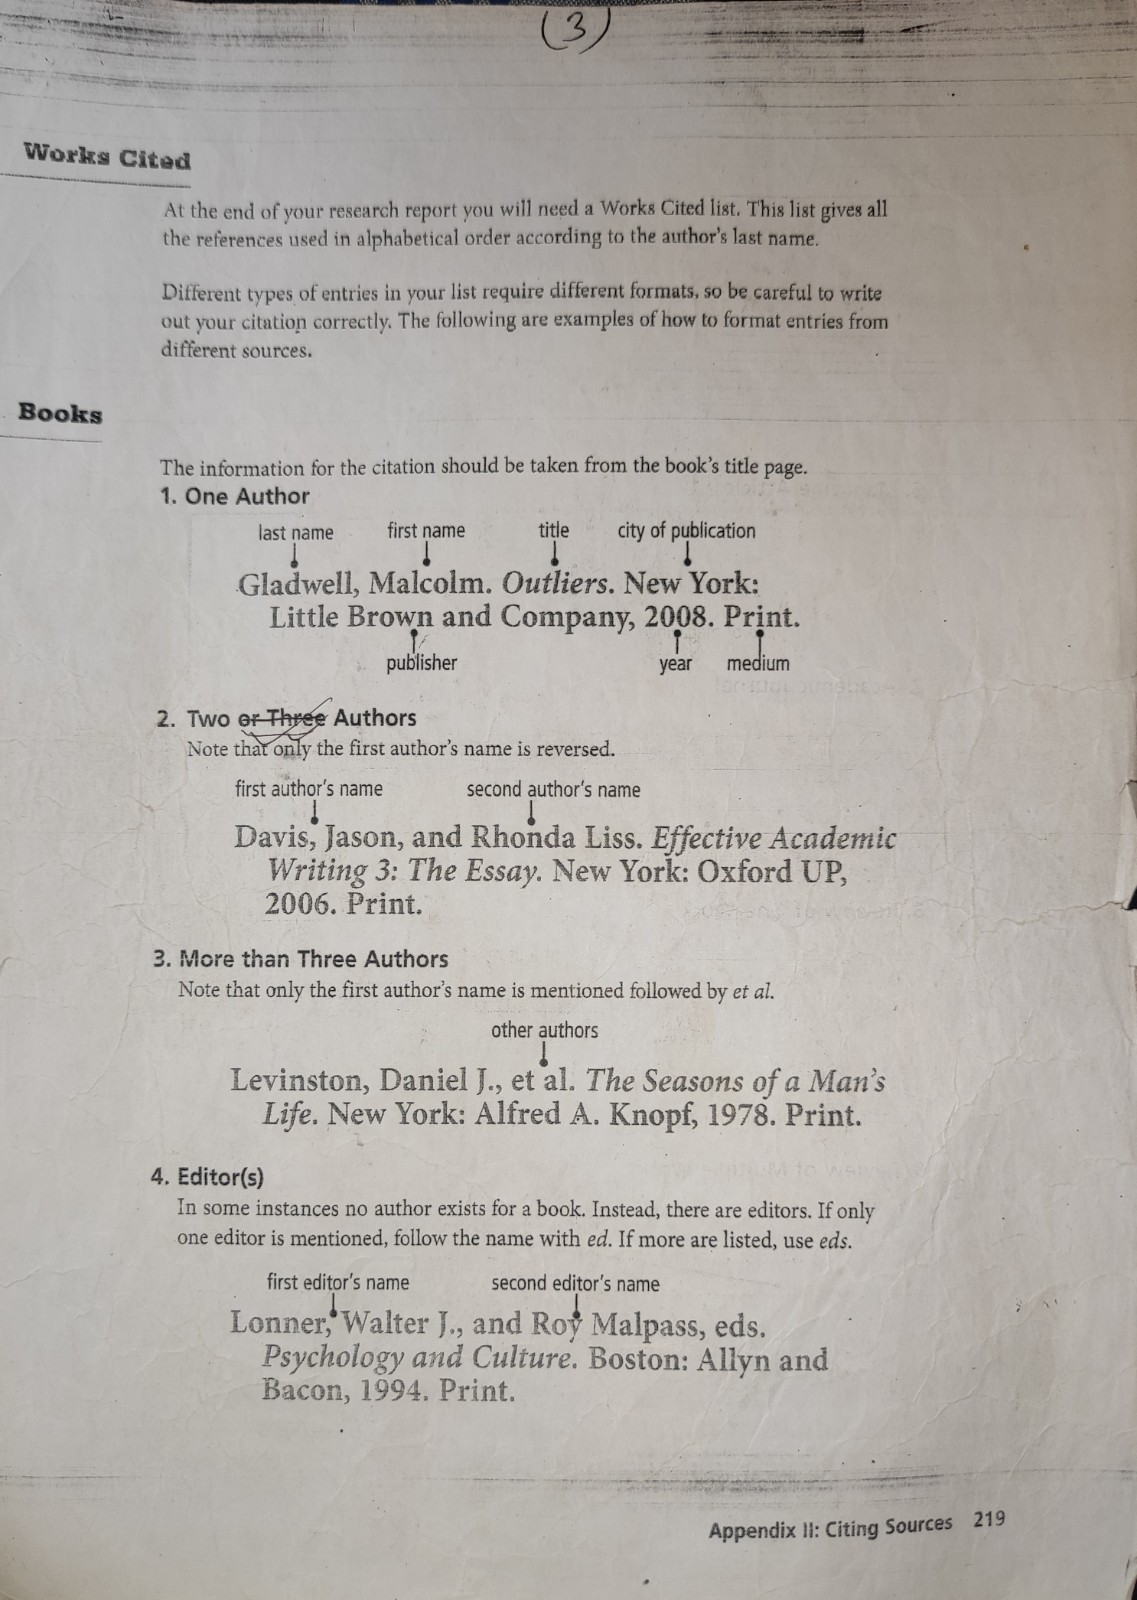 (3)
Works Cited
At the end of your research report you will need a Works Cited list. This list gives all
the references used in alphabetical order according to the author's last name.
Different types of entries in your list require different formats, so be careful to write
out your citation correctly. The following are examples of how to format entries from
different sources.
Books
The information for the citation should be taken from the book's title page.
1. One Author
last name first name title city of publication
Gladwell, Malcolm. Outliers. New York:
Little Brown and Company, 2008. Print.
publisher year medium
2. Two or Three Authors
Note that only the first author's name is reversed.
first author's name second author's name
Davis, Jason, and Rhonda Liss. Effective Academic
Writing 3: The Essay. New York: Oxford UP,
2006. Print.
3. More than Three Authors
Note that only the first author's name is mentioned followed by et al.
other authors
Levinston, Daniel J., et al. The Seasons of a Man's
Life. New York: Alfred A. Knopf, 1978. Print.
4. Editor(s)
In some instances no author exists for a book. Instead, there are editors. If only
one editor is mentioned, follow the name with ed. If more are listed, use eds.
first editor's name second editor's name
Lonner, Walter J., and Roy Malpass, eds.
Psychology and Culture. Boston: Allyn and
Bacon, 1994. Print.
Appendix II: Citing Sources 219